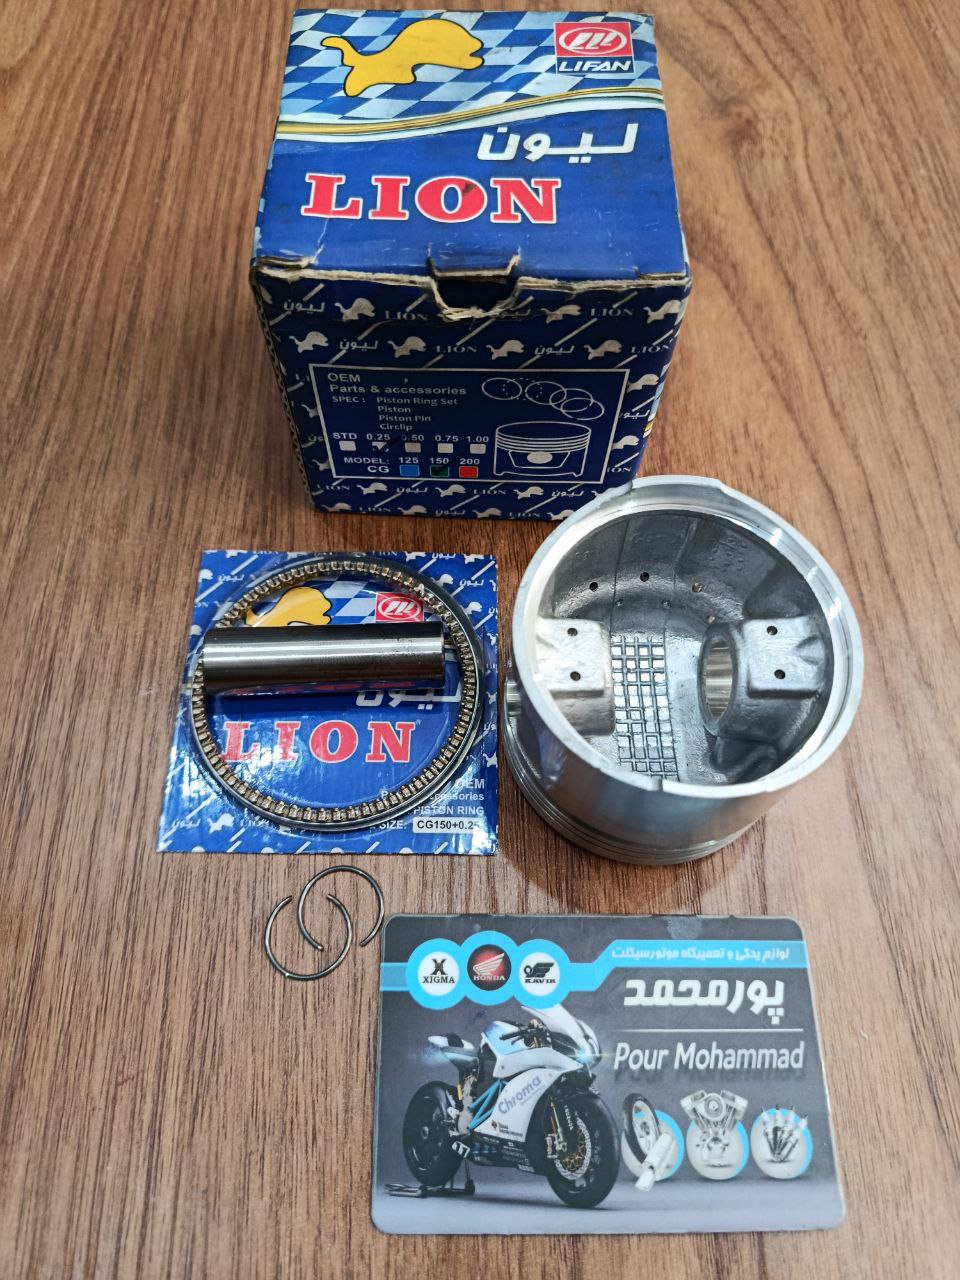 LIFAN
لیون
LION
OEM
Parts & accessories
SPEC : Piston Ring Set
Piston
Piston Pin
Circlip
STD 0.25 0.50 0.75 1.00
MODEL: 125 150 200
CG
لیون
LION
OEM
PISTON RING
SIZE: CG150+0.25
لوازم یدکی و تعمیرگاه موتورسیکلت
XIGMA
HONDA
KAVIR
پورمحمد
Pour Mohammad
Chroma